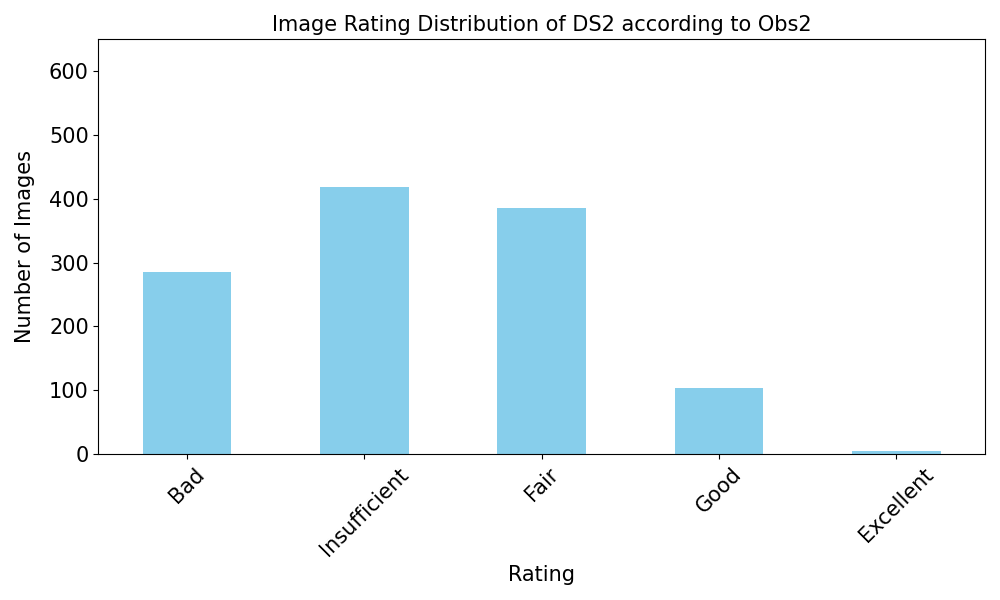 Image Rating Distribution of DS2 according to Obs2
Number of Images
600
500
400
300
200
100
0
Bad
Insufficient
Fair
Good
Excellent
Rating